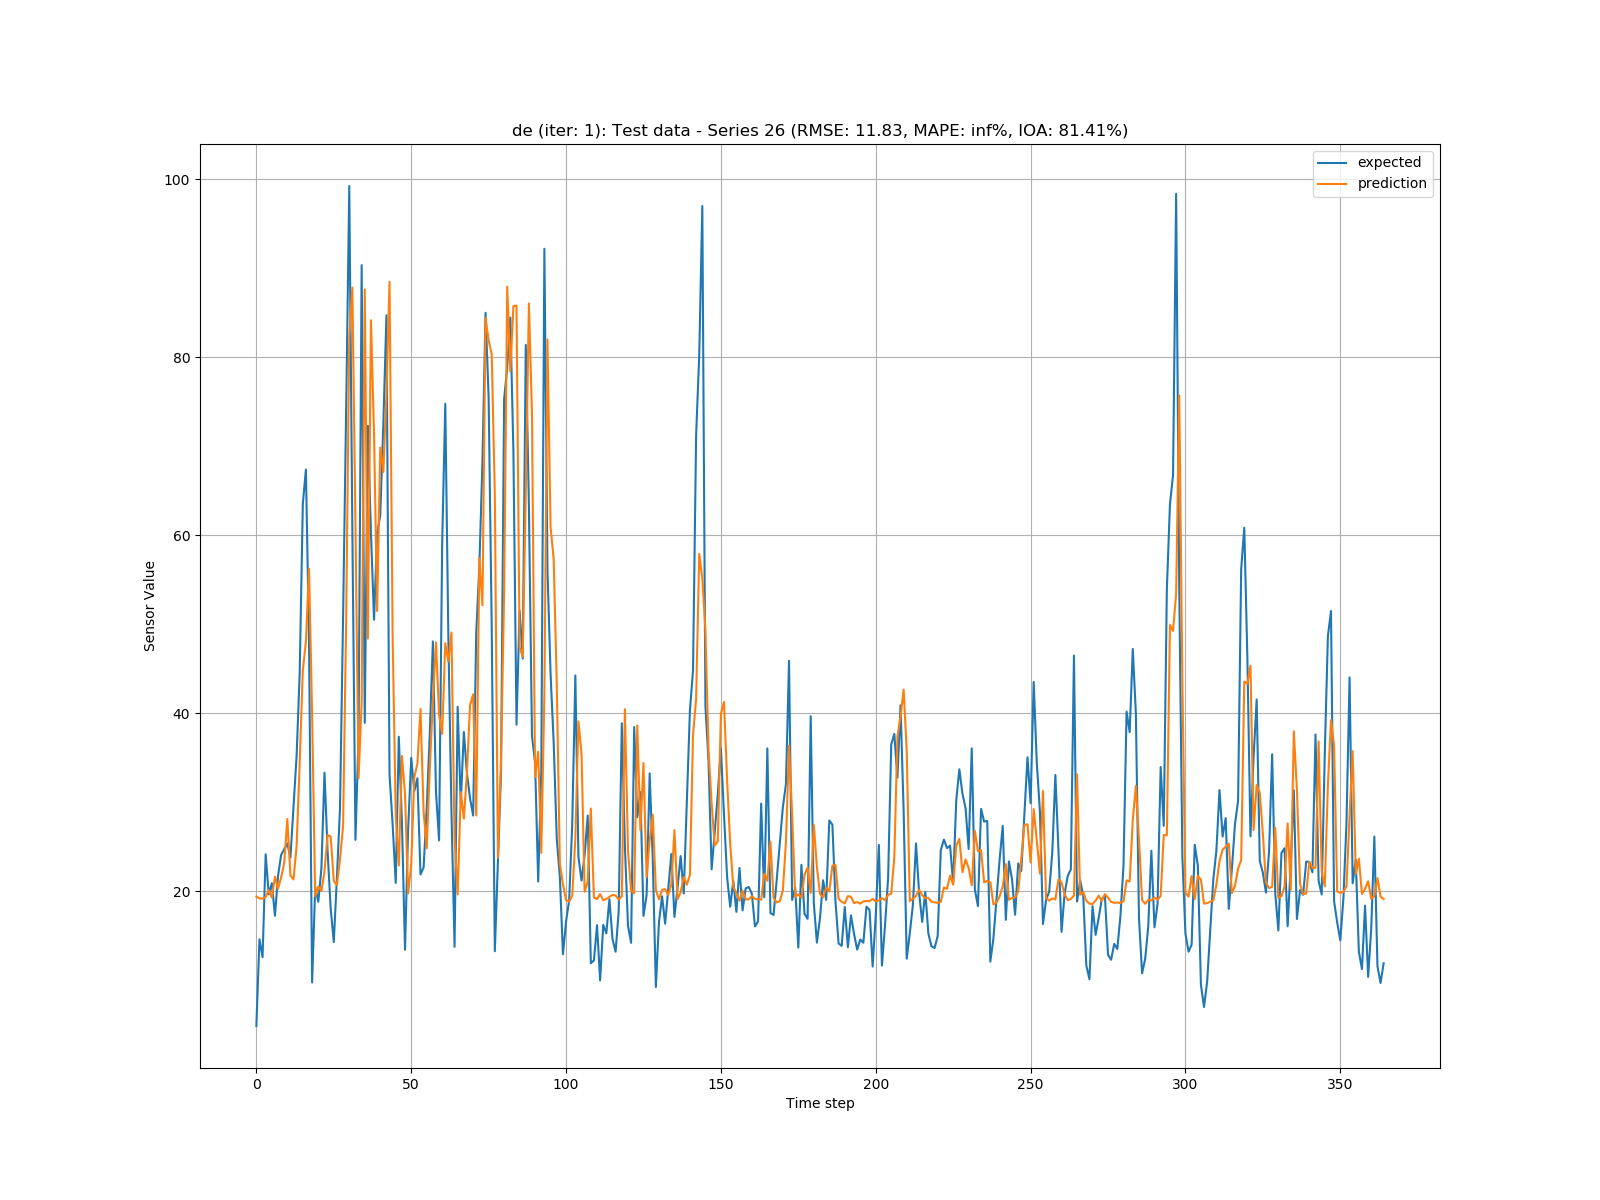 de (iter: 1): Test data - Series 26 (RMSE: 11.83, MAPE: inf%, IOA: 81.41%)
expected
prediction
100
80
60
40
20
Sensor Value
0 50 100 150 200 250 300 350
Time step